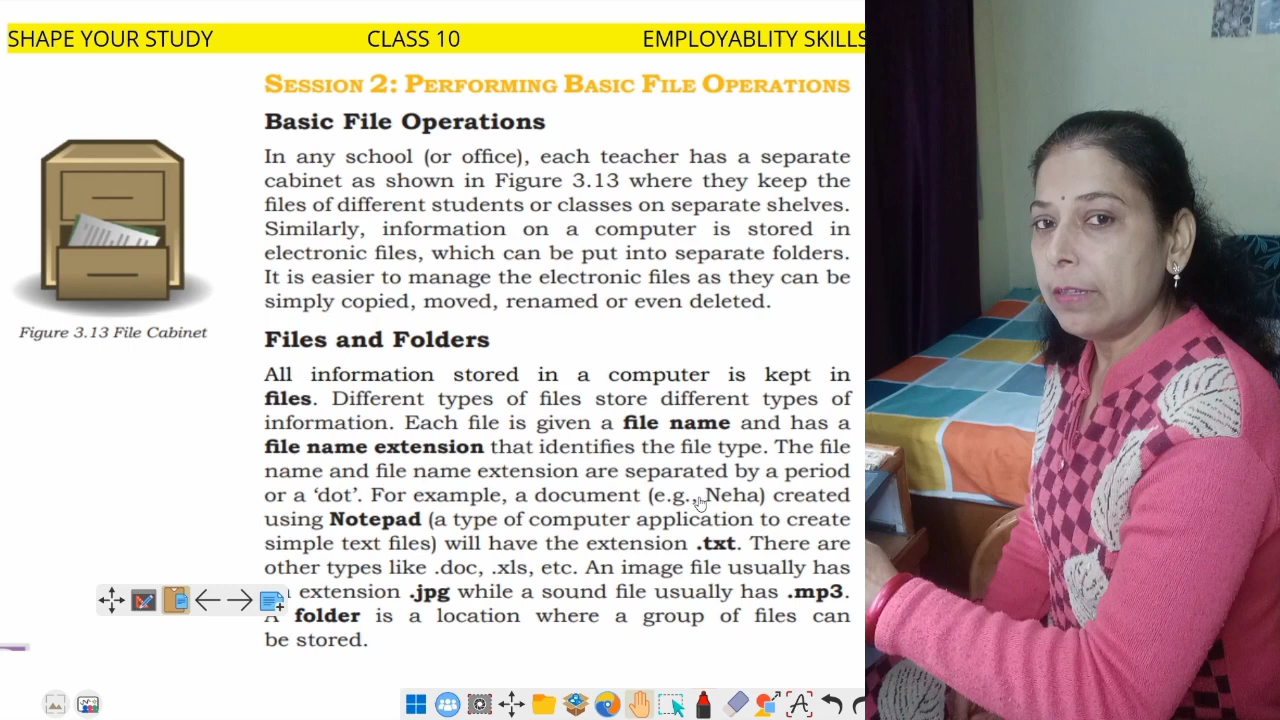 SHAPE YOUR STUDY CLASS 10 EMPLOYABLITY SKILLS
SESSION 2: PERFORMING BASIC FILE OPERATIONS
Basic File Operations
In any school (or office), each teacher has a separate
cabinet as shown in Figure 3.13 where they keep the
files of different students or classes on separate shelves.
Similarly, information on a computer is stored in
electronic files, which can be put into separate folders.
It is easier to manage the electronic files as they can be
simply copied, moved, renamed or even deleted.
Figure 3.13 File Cabinet
Files and Folders
All information stored in a computer is kept in
files. Different types of files store different types of
information. Each file is given a file name and has a
file name extension that identifies the file type. The file
name and file name extension are separated by a period
or a ‘dot’. For example, a document (e.g., Neha) created
using Notepad (a type of computer application to create
simple text files) will have the extension .txt. There are
other types like .doc, .xls, etc. An image file usually has
extension .jpg while a sound file usually has .mp3.
A folder is a location where a group of files can
be stored.